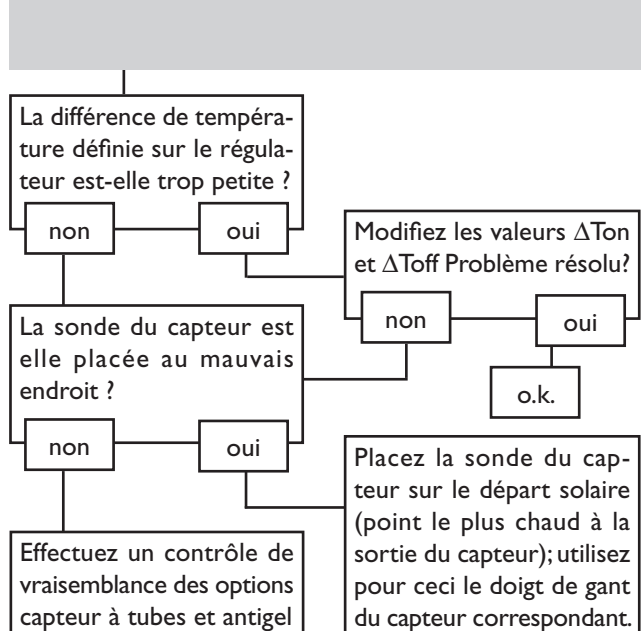 La différence de tempéra-
ture définie sur le régula-
teur est-elle trop petite ?
non
oui
Modifiez les valeurs ΔTon
et ΔToff Problème résolu?
non
oui
o.k.
La sonde du capteur est
elle placée au mauvais
endroit ?
non
oui
Placez la sonde du cap-
teur sur le départ solaire
(point le plus chaud à la
sortie du capteur); utilisez
pour ceci le doigt de gant
du capteur correspondant.
Effectuez un contrôle de
vraisemblance des options
capteur à tubes et antigel